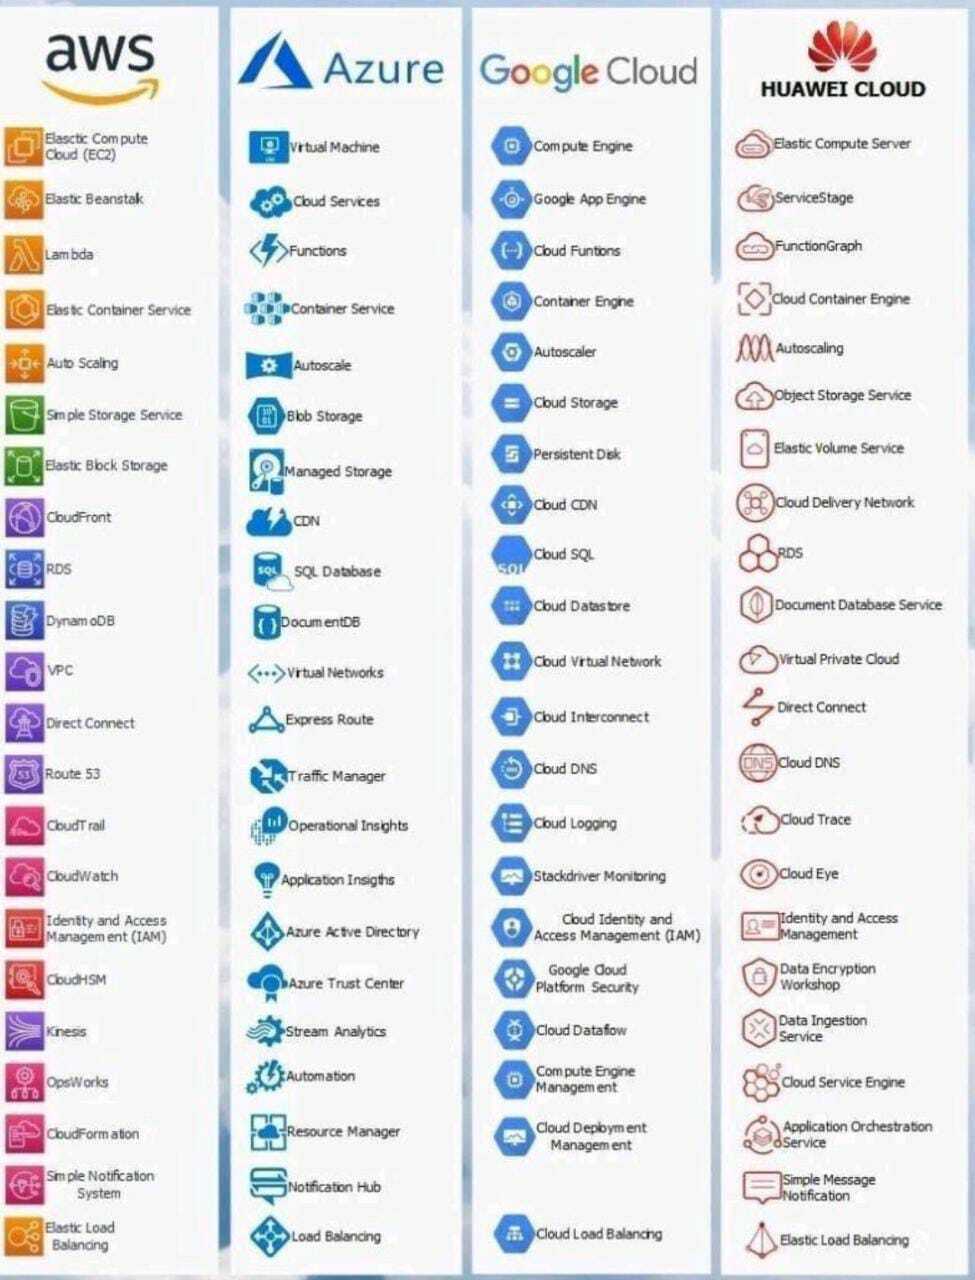 aws
Elasctic Compute
Cloud (EC2)
Elastic Beanstalk
Lambda
Elastic Container Service
Auto Scaling
Simple Storage Service
Elastic Block Storage
CloudFront
RDS
DynamoDB
VPC
Direct Connect
Route 53
53
CloudTrail
CloudWatch
Identity and Access
Management (IAM)
CloudHSM
Kinesis
OpsWorks
CloudFormation
Simple Notification
System
Elastic Load
Balancing
Azure
Virtual Machine
Cloud Services
Functions
Container Service
Autoscale
Blob Storage
Managed Storage
CDN
SQL
SQL Database
DocumentDB
Virtual Networks
Express Route
Traffic Manager
Operational Insights
Application Insigths
Azure Active Directory
Azure Trust Center
Stream Analytics
Automation
Resource Manager
Notification Hub
Load Balancing
Google Cloud
Compute Engine
Google App Engine
Cloud Funtions
Container Engine
Autoscaler
Cloud Storage
Persistent Disk
Cloud CDN
SQL
Cloud SQL
Cloud Datastore
Cloud Virtual Network
Cloud Interconnect
Cloud DNS
Cloud Logging
Stackdriver Monitoring
Cloud Identity and
Access Management (IAM)
Google Cloud
Platform Security
Cloud Dataflow
Compute Engine
Management
Cloud Deployment
Management
Cloud Load Balancing
HUAWEI CLOUD
Elastic Compute Server
ServiceStage
FunctionGraph
Cloud Container Engine
Autoscaling
Object Storage Service
Elastic Volume Service
Cloud Delivery Network
RDS
Document Database Service
Virtual Private Cloud
Direct Connect
DNS
Cloud DNS
Cloud Trace
Cloud Eye
Identity and Access
Management
Data Encryption
Workshop
Data Ingestion
Service
Cloud Service Engine
Application Orchestration
Service
Simple Message
Notification
Elastic Load Balancing